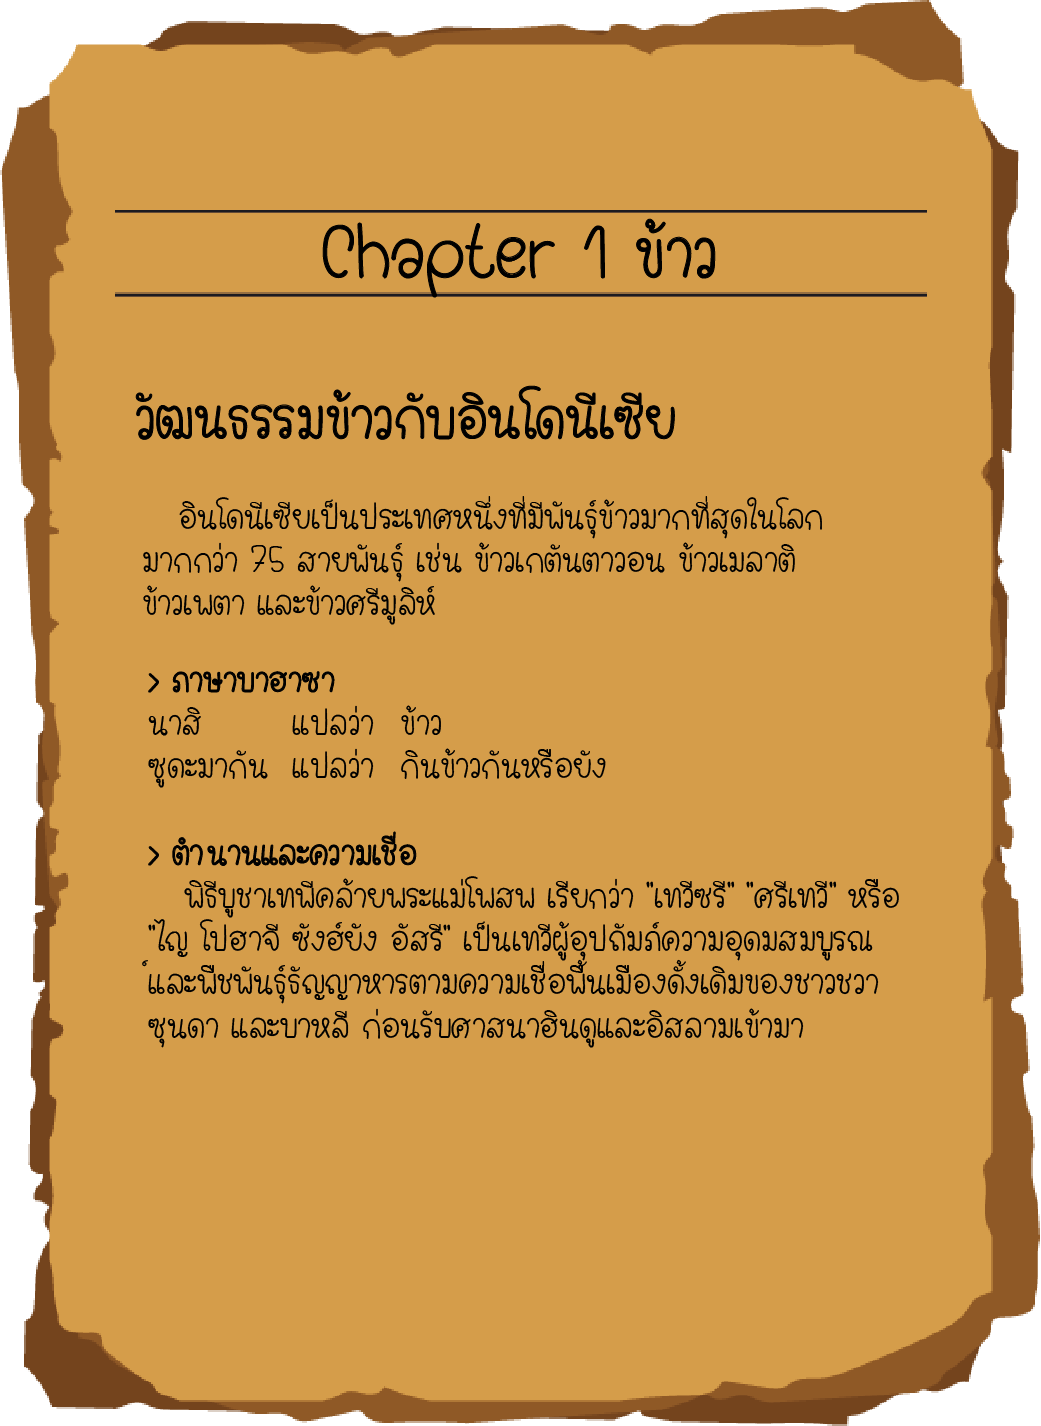 Chapter 1 ข้าว
วัฒนธรรมข้าวกับอินโดนีเซีย
อินโดนีเซียเป็นประเทศหนึ่งที่มีพันธุ์ข้าวมากที่สุดในโลก
มากกว่า 75 สายพันธุ์ เช่น ข้าวเกตันตาวอน ข้าวเมลาติ
ข้าวเพตา และข้าวศรีมูลิห์
> ภาษาบาฮาซา
นาสิ แปลว่า ข้าว
ซูดะมากัน แปลว่า กินข้าวกันหรือยัง
> ตำนานและความเชื่อ
พิธีบูชาเทพีคล้ายพระแม่โพสพ เรียกว่า "เทวีซรี" "ศรีเทวี" หรือ
"ไญ โปฮาจี ซังฮ์ยัง อัสรี" เป็นเทวีผู้อุปถัมภ์ความอุดมสมบูรณ
์และพืชพันธุ์ธัญญาหารตามความเชื่อพื้นเมืองดั้งเดิมของชาวชวา
ซุนดา และบาหลี ก่อนรับศาสนาฮินดูและอิสลามเข้ามา